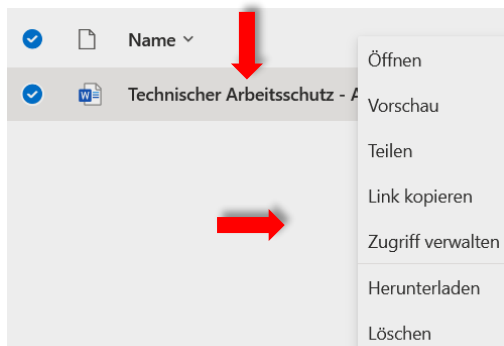 Name
Technischer Arbeitsschutz - A
Öffnen
Vorschau
Teilen
Link kopieren
Zugriff verwalten
Herunterladen
Löschen